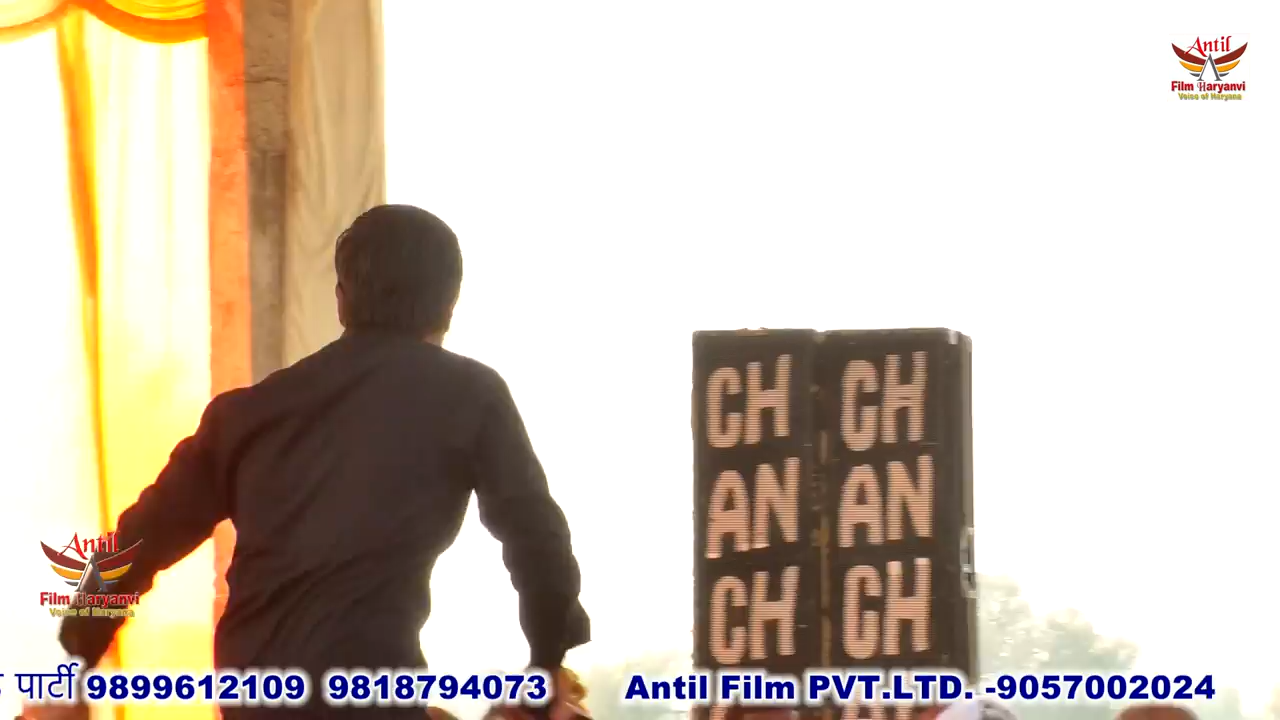 Antil
Film Haryanvi
Voice of Haryana
CH CH
AN AN
CH CH
Antil
Film Haryanvi
Voice of Haryana
पार्टी 9899612109 9818794073 Antil Film PVT.LTD. -9057002024